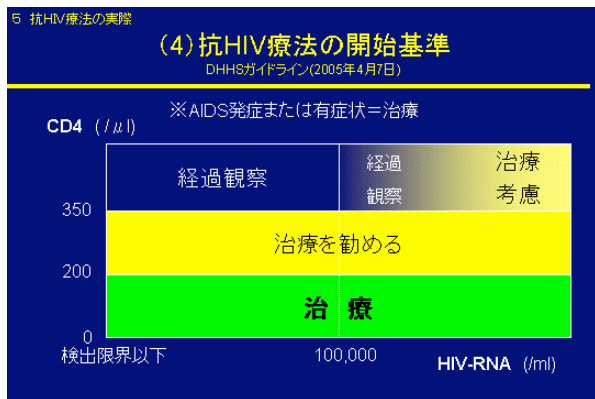 5 抗HIV療法の実際
(4)抗HIV療法の開始基準
DHHSガイドライン(2005年4月7日)
※AIDS発症または有症状＝治療
CD4 (/μl)
経過観察
経過 治療
観察 考慮
350
治療を勧める
200
治 療
0
検出限界以下 100,000 HIV-RNA (/ml)